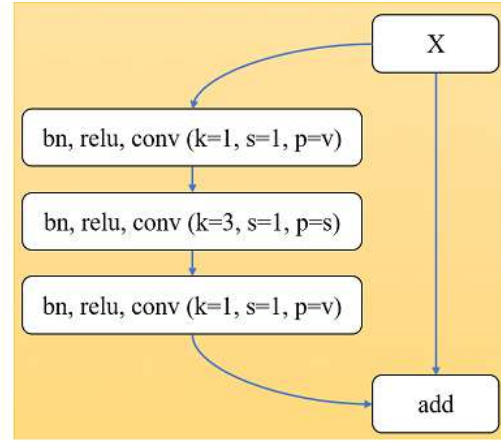 X
bn, relu, conv (k=1, s=1, p=v)
bn, relu, conv (k=3, s=1, p=s)
bn, relu, conv (k=1, s=1, p=v)
add